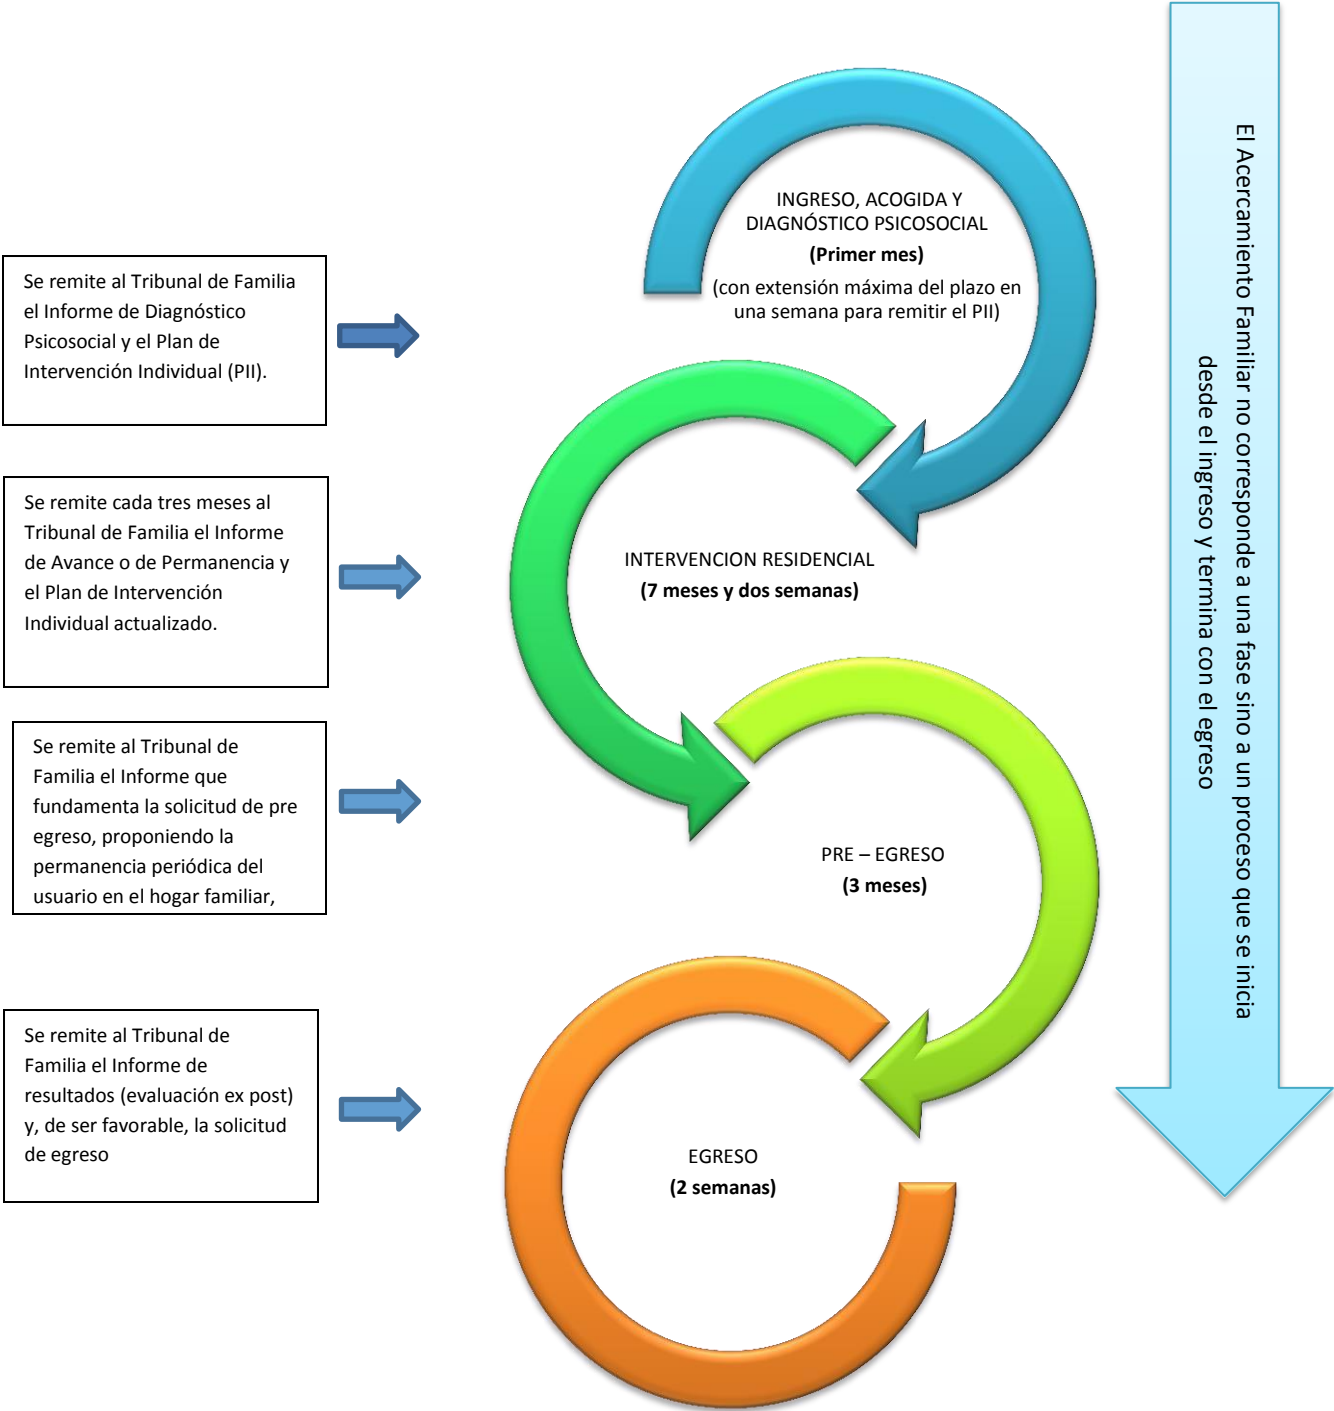 INGRESO, ACOGIDA Y
DIAGNÓSTICO PSICOSOCIAL
(Primer mes)
(con extensión máxima del plazo en
una semana para remitir el PII)
Se remite al Tribunal de Familia
el Informe de Diagnóstico
Psicosocial y el Plan de
Intervención Individual (PII).
INTERVENCION RESIDENCIAL
(7 meses y dos semanas)
Se remite cada tres meses al
Tribunal de Familia el Informe
de Avance o de Permanencia y
el Plan de Intervención
Individual actualizado.
PRE – EGRESO
(3 meses)
Se remite al Tribunal de
Familia el Informe que
fundamenta la solicitud de pre
egreso, proponiendo la
permanencia periódica del
usuario en el hogar familiar,
EGRESO
(2 semanas)
Se remite al Tribunal de
Familia el Informe de
resultados (evaluación ex post)
y, de ser favorable, la solicitud
de egreso
El Acercamiento Familiar no corresponde a una fase sino a un proceso que se inicia
desde el ingreso y termina con el egreso